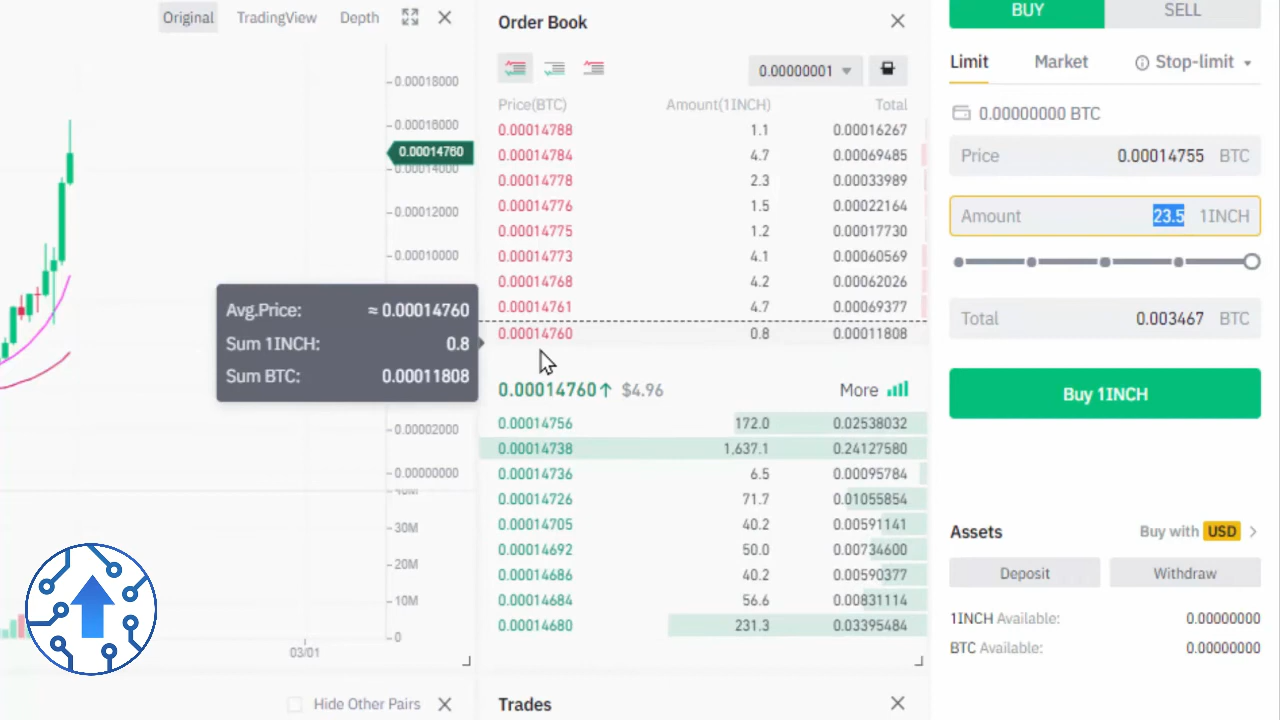 Original TradingView Depth
0.00018000
0.00016000
0.00014760
0.00014000
0.00012000
0.00010000
Avg.Price: ≈ 0.00014760
Sum 1INCH: 0.8
Sum BTC: 0.00011808
0.00002000
0.00000000
40M
30M
20M
10M
0
03/01
Hide Other Pairs
Order Book
0.00000001
Price(BTC) Amount(1INCH) Total
0.00014788 1.1 0.00016267
0.00014784 4.7 0.00069485
0.00014778 2.3 0.00033989
0.00014776 1.5 0.00022164
0.00014775 1.2 0.00017730
0.00014773 4.1 0.00060569
0.00014768 4.2 0.00062026
0.00014761 4.7 0.00069377
0.00014760 0.8 0.00011808
0.00014760↑ $4.96 More
0.00014756 172.0 0.02538032
0.00014738 1,637.1 0.24127580
0.00014736 6.5 0.00095784
0.00014726 71.7 0.01055854
0.00014705 40.2 0.00591141
0.00014692 50.0 0.00734600
0.00014686 40.2 0.00590377
0.00014684 56.6 0.00831114
0.00014680 231.3 0.03395484
Trades
BUY SELL
Limit Market Stop-limit
0.00000000 BTC
Price 0.00014755 BTC
Amount 23.5 1INCH
Total 0.003467 BTC
Buy 1INCH
Assets Buy with USD
Deposit Withdraw
1INCH Available: 0.00000000
BTC Available: 0.00000000